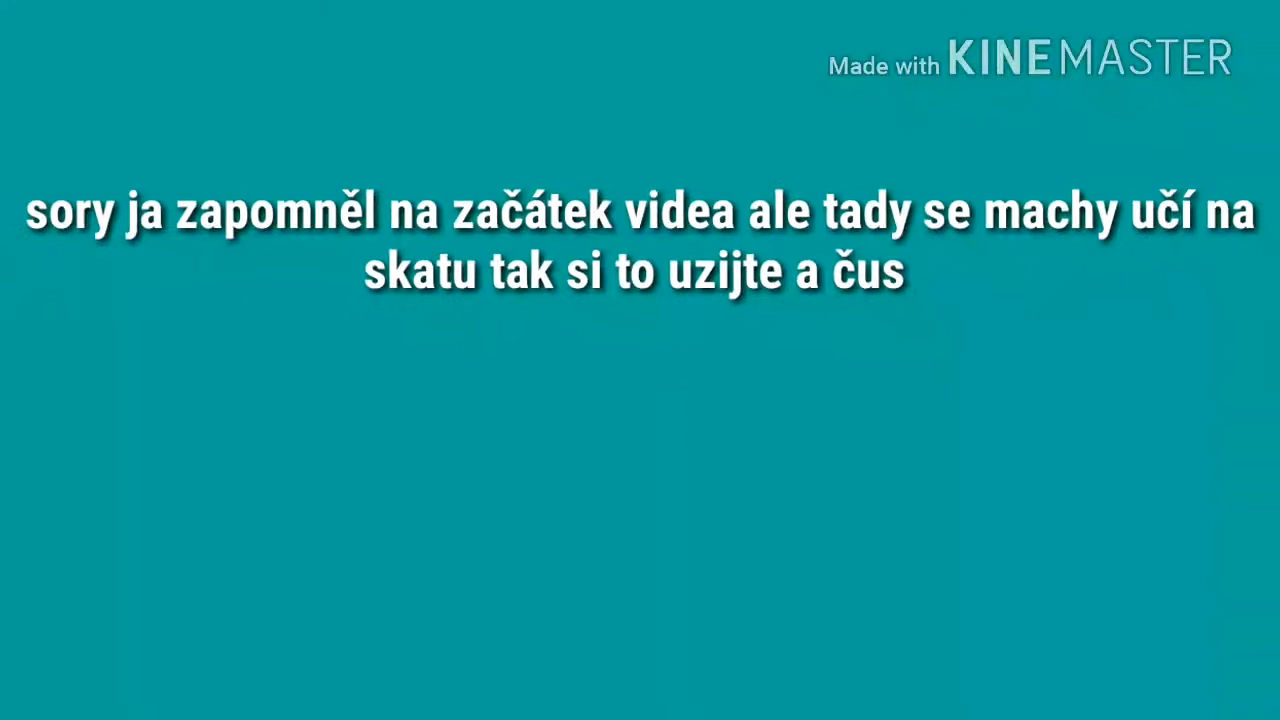 Made with KINEMASTER
sory ja zapomněl na začátek videa ale tady se machy učí na
skatu tak si to uzijte a čus